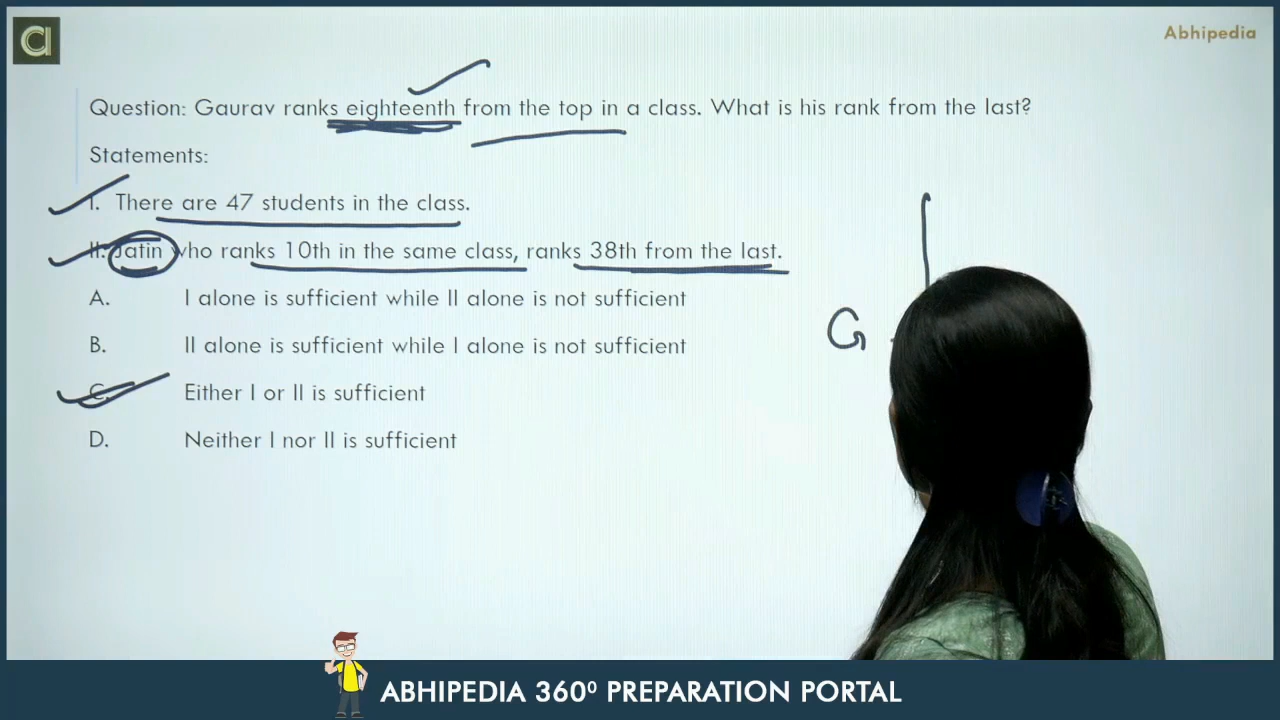 Abhipedia
Question: Gaurav ranks eighteenth from the top in a class. What is his rank from the last?
Statements:
I. There are 47 students in the class.
II. Jatin who ranks 10th in the same class, ranks 38th from the last.
A. I alone is sufficient while II alone is not sufficient
B. II alone is sufficient while I alone is not sufficient
C. Either I or II is sufficient
D. Neither I nor II is sufficient
G
ABHIPEDIA 360⁰ PREPARATION PORTAL